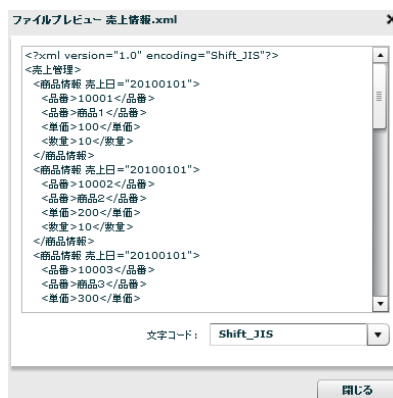 ファイルプレビュー 売上情報.xml
<?xml version="1.0" encoding="Shift_JIS"?>
<売上管理>
<商品情報 売上日="20100101">
<品番>10001</品番>
<品番>商品1</品番>
<単価>100</単価>
<数量>10</数量>
</商品情報>
<商品情報 売上日="20100101">
<品番>10002</品番>
<品番>商品2</品番>
<単価>200</単価>
<数量>10</数量>
</商品情報>
<商品情報 売上日="20100101">
<品番>10003</品番>
<品番>商品3</品番>
<単価>300</単価>
文字コード: Shift_JIS
閉じる